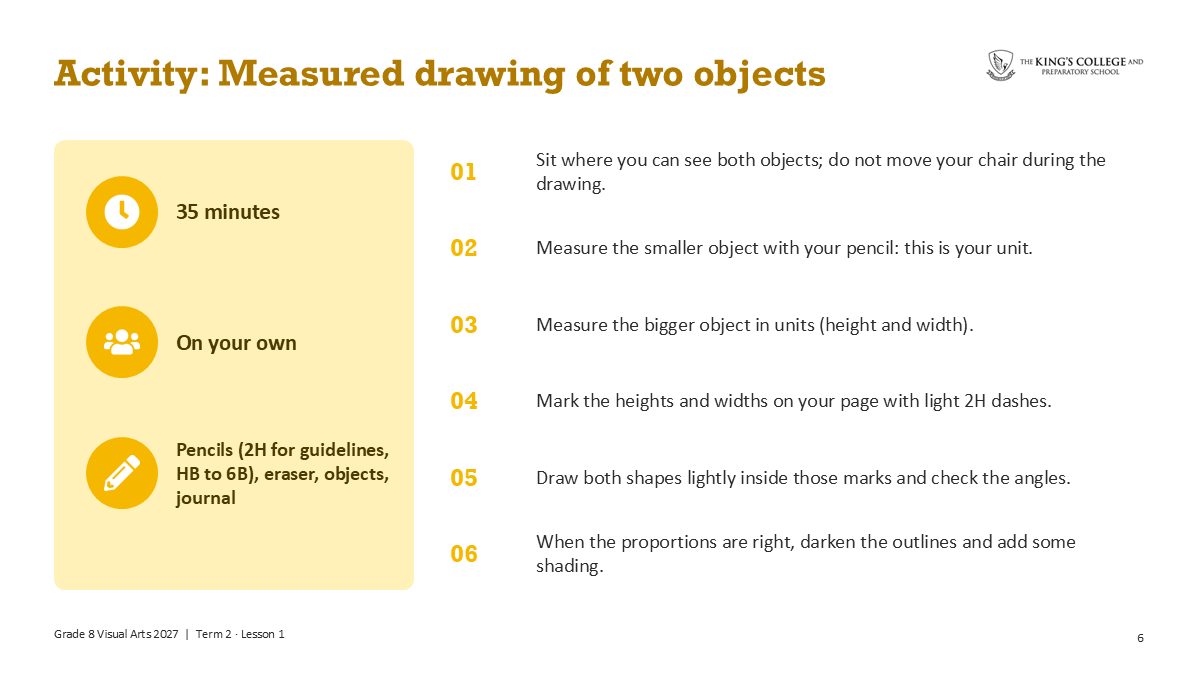 Activity: Measured drawing of two objects
THE KING'S COLLEGE AND
PREPARATORY SCHOOL
35 minutes
On your own
Pencils (2H for guidelines,
HB to 6B), eraser, objects,
journal
01
Sit where you can see both objects; do not move your chair during the
drawing.
02
Measure the smaller object with your pencil: this is your unit.
03
Measure the bigger object in units (height and width).
04
Mark the heights and widths on your page with light 2H dashes.
05
Draw both shapes lightly inside those marks and check the angles.
06
When the proportions are right, darken the outlines and add some
shading.
Grade 8 Visual Arts 2027 | Term 2 · Lesson 1
6